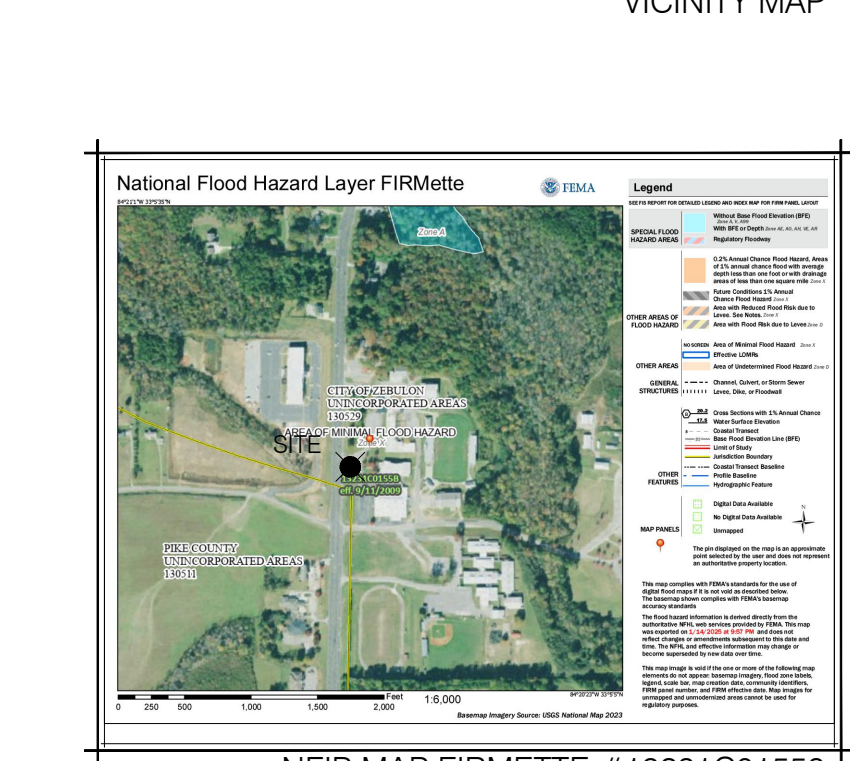 VICINITY MAP
National Flood Hazard Layer FIRMette
FEMA
84°21'1"W 33°5'35"N
Zone A
CITY OF ZEBULON
UNINCORPORATED AREAS
130529
AREA OF MINIMAL FLOOD HAZARD
Zone X
SITE
13231C0155B
eff. 9/11/2009
PIKE COUNTY
UNINCORPORATED AREAS
130511
Feet
1:6,000
0 250 500 1,000 1,500 2,000
84°20'23"W 33°5'5"N
Basemap Imagery Source: USGS National Map 2023
Legend
SEE FIS REPORT FOR DETAILED LEGEND AND INDEX MAP FOR FIRM PANEL LAYOUT
SPECIAL FLOOD
HAZARD AREAS
Without Base Flood Elevation (BFE)
Zone A, V, A99
With BFE or Depth Zone AE, AO, AH, VE, AR
Regulatory Floodway
0.2% Annual Chance Flood Hazard, Areas
of 1% annual chance flood with average
depth less than one foot or with drainage
areas of less than one square mile Zone X
Future Conditions 1% Annual
Chance Flood Hazard Zone X
OTHER AREAS OF
FLOOD HAZARD
Area with Reduced Flood Risk due to
Levee. See Notes. Zone X
Area with Flood Risk due to Levee Zone D
NO SCREEN Area of Minimal Flood Hazard Zone X
Effective LOMRs
OTHER AREAS
Area of Undetermined Flood Hazard Zone D
GENERAL
STRUCTURES
Channel, Culvert, or Storm Sewer
Levee, Dike, or Floodwall
20.2 Cross Sections with 1% Annual Chance
17.5 Water Surface Elevation
Coastal Transect
Base Flood Elevation Line (BFE)
Limit of Study
Jurisdiction Boundary
Coastal Transect Baseline
OTHER
FEATURES
Profile Baseline
Hydrographic Feature
Digital Data Available
No Digital Data Available
Unmapped
MAP PANELS
N
The pin displayed on the map is an approximate
point selected by the user and does not represent
an authoritative property location.
This map complies with FEMA's standards for the use of
digital flood maps if it is not void as described below.
The basemap shown complies with FEMA's basemap
accuracy standards
The flood hazard information is derived directly from the
authoritative NFHL web services provided by FEMA. This map
was exported on 1/14/2025 at 9:57 PM and does not
reflect changes or amendments subsequent to this date and
time. The NFHL and effective information may change or
become superseded by new data over time.
This map image is void if the one or more of the following map
elements do not appear: basemap imagery, flood zone labels,
legend, scale bar, map creation date, community identifiers,
FIRM panel number, and FIRM effective date. Map images for
unmapped and unmodernized areas cannot be used for
regulatory purposes.